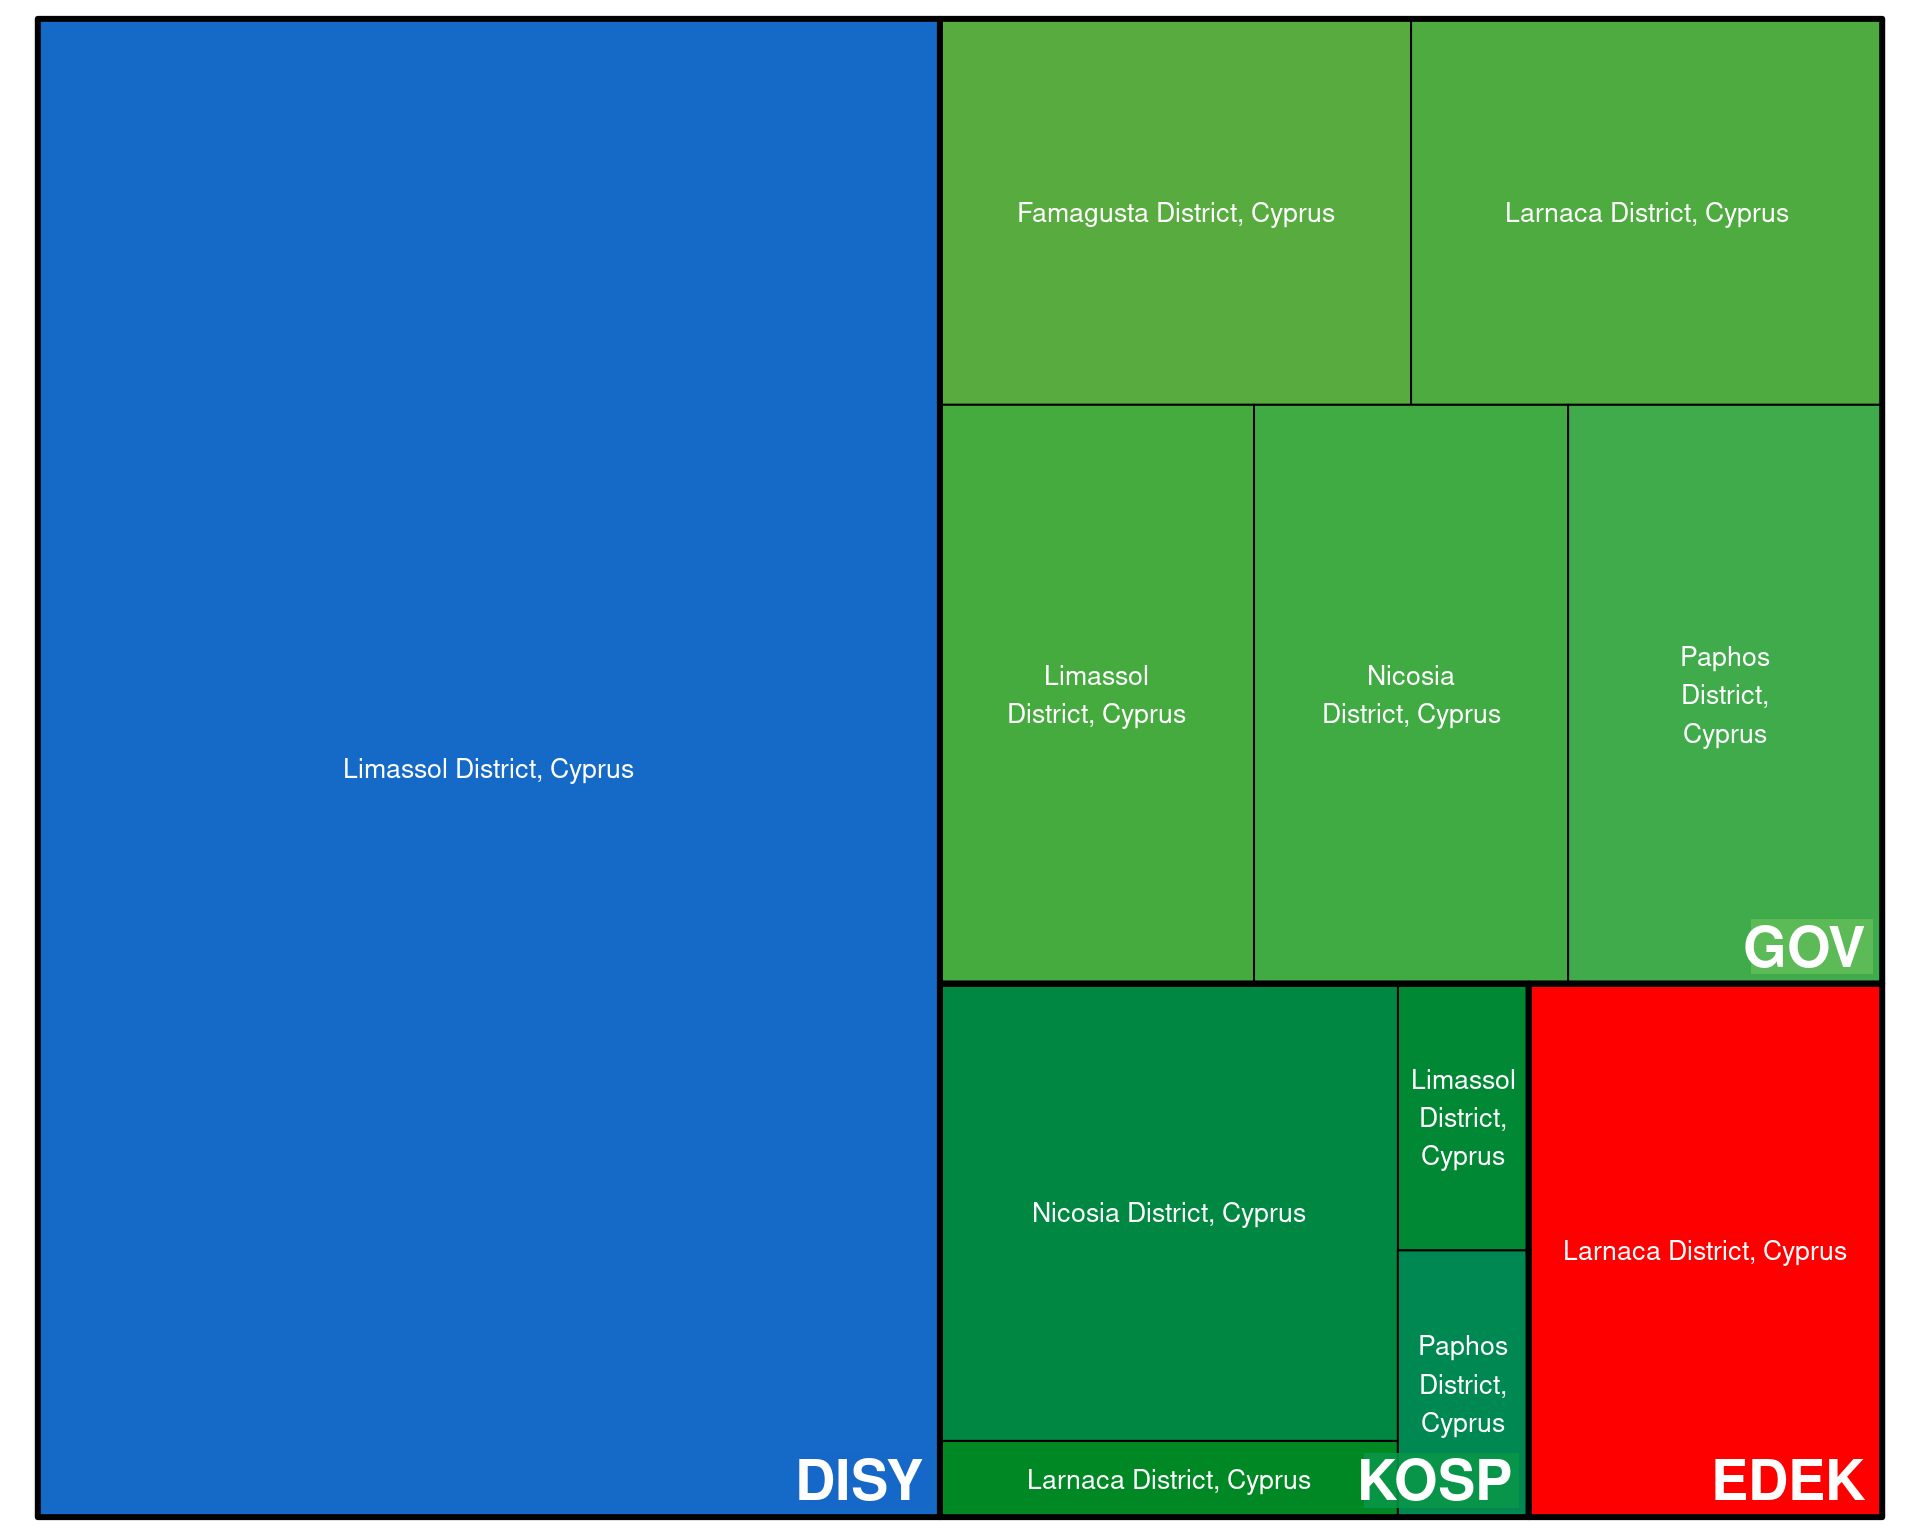 Limassol District, Cyprus
DISY
Famagusta District, Cyprus
Larnaca District, Cyprus
Limassol
District, Cyprus
Nicosia
District, Cyprus
Paphos
District,
Cyprus
GOV
Nicosia District, Cyprus
Limassol
District,
Cyprus
Paphos
District,
Cyprus
Larnaca District, Cyprus
KOSP
Larnaca District, Cyprus
EDEK